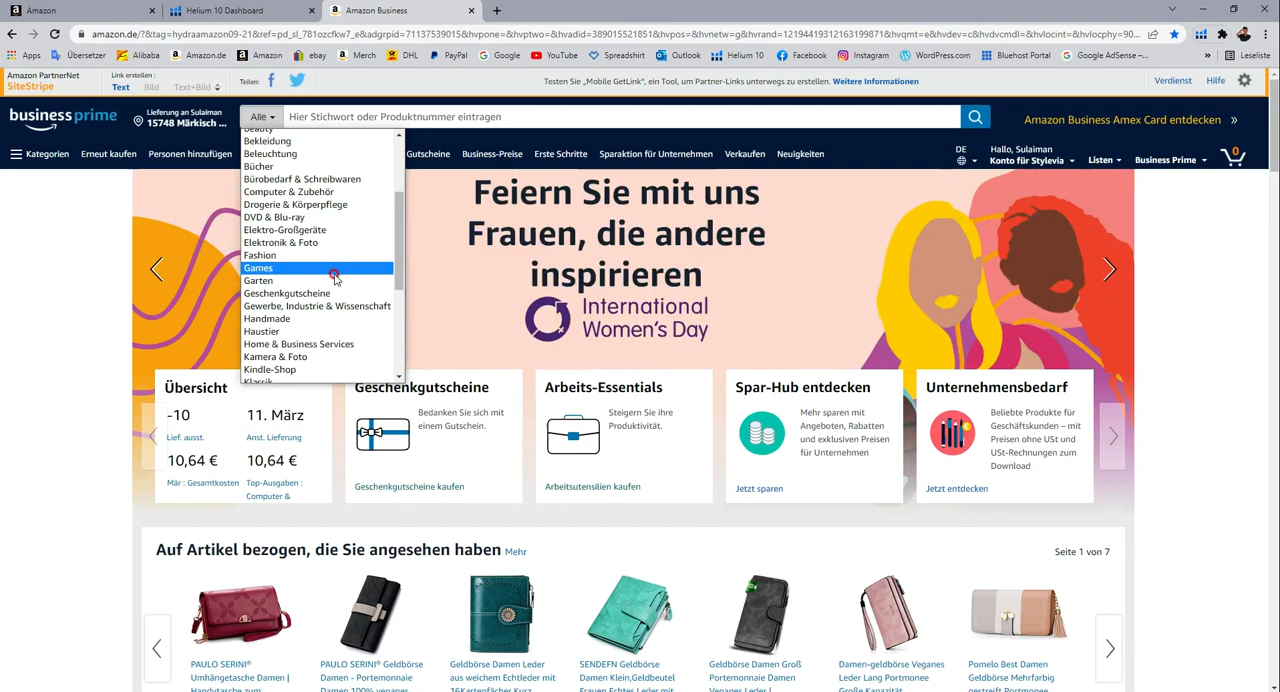 Amazon
Helium 10 Dashboard
Amazon Business
amazon.de/?&tag=hydraamazon09-21&ref=pd_sl_781ozcfkw7_e&adgrpid=71137539015&hvpone=&hvptwo=&hvadid=389015521851&hvpos=&hvnetw=g&hvrand=12194419312163199871&hvqmt=e&hvdev=c&hvdvcmdl=&hvlocint=&hvlocphy=90...
Apps Übersetzer Alibaba Amazon.de Amazon ebay Merch DHL PayPal Google YouTube Spreadshirt Outlook Helium 10 Facebook Instagram WordPress.com Bluehost Portal Google AdSense –... » Leseliste
Amazon PartnerNet
SiteStripe
Link erstellen :
Text Bild Text+Bild
Teilen:
Testen Sie „Mobile GetLink“, ein Tool, um Partner-Links unterwegs zu erstellen. Weitere Informationen
Verdienst Hilfe
business prime
Lieferung an Sulaiman
15748 Märkisch ...
Alle
Hier Stichwort oder Produktnummer eintragen
Amazon Business Amex Card entdecken »
Kategorien Erneut kaufen Personen hinzufügen Gutscheine Business-Preise Erste Schritte Sparaktion für Unternehmen Verkaufen Neuigkeiten
DE
Hallo, Sulaiman
Konto für Stylevia
Listen
Business Prime
0
Beauty
Bekleidung
Beleuchtung
Bücher
Bürobedarf & Schreibwaren
Computer & Zubehör
Drogerie & Körperpflege
DVD & Blu-ray
Elektro-Großgeräte
Elektronik & Foto
Fashion
Games
Garten
Geschenkgutscheine
Gewerbe, Industrie & Wissenschaft
Handmade
Haustier
Home & Business Services
Kamera & Foto
Kindle-Shop
Klassik
Feiern Sie mit uns
Frauen, die andere
inspirieren
International
Women's Day
Übersicht
-10
Lief. ausst.
11. März
Anst. Lieferung
10,64 €
Mär : Gesamtkosten
10,64 €
Top-Ausgaben :
Computer &
Geschenkgutscheine
Bedanken Sie sich mit
einem Gutschein.
Geschenkgutscheine kaufen
Arbeits-Essentials
Steigern Sie ihre
Produktivität.
Arbeitsutensilien kaufen
Spar-Hub entdecken
Mehr sparen mit
Angeboten, Rabatten
und exklusiven Preisen
für Unternehmen
Jetzt sparen
Unternehmensbedarf
Beliebte Produkte für
Geschäftskunden – mit
Preisen ohne USt und
USt-Rechnungen zum
Download
Jetzt entdecken
Auf Artikel bezogen, die Sie angesehen haben Mehr
Seite 1 von 7
PAULO SERINI®
Umhängetasche Damen |
Handytasche zum
PAULO SERINI® Geldbörse
Damen - Portemonnaie
Damen 100% veganes
Geldbörse Damen Leder
aus weichem Echtleder mit
16Kartenfächer Kurz
SENDEFN Geldbörse
Damen Klein,Geldbeutel
Frauen Echtes Leder mit
Geldbörse Damen Groß
Portemonnaie Damen
Veganes Leder |
Damen-geldbörse Veganes
Leder Lang Portmonee
Große Kapazität
Pomelo Best Damen
Geldbörse Mehrfarbig
gestreift Portmonee